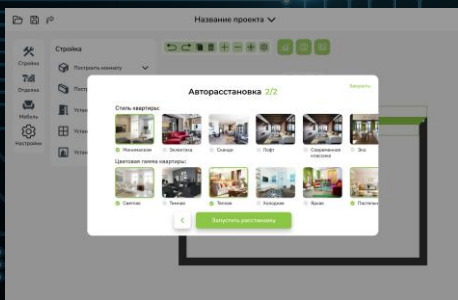 Название проекта
Стройка
Стройка
Построить комнату
Отделка
Мебель
Настройки
Авторасстановка 2/2
Закрыть
Стиль квартиры:
Минимализм Эклектика Сканди Лофт Современная классика Эко
Цветовая гамма квартиры:
Светлая Темная Теплая Холодная Яркая Пастельн
Запустить расстановку